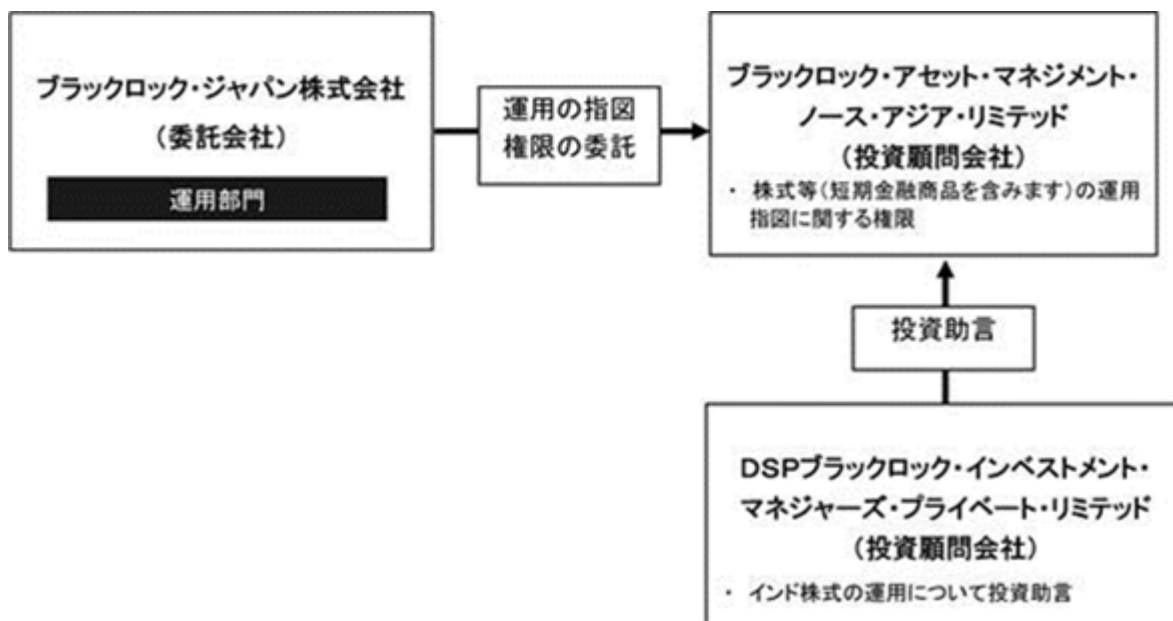 ブラックロック・ジャパン株式会社
（委託会社）
運用部門
運用の指図
権限の委託
ブラックロック・アセット・マネジメント・
ノース・アジア・リミテッド
（投資顧問会社）
・ 株式等（短期金融商品を含みます）の運用
指図に関する権限
投資助言
DSPブラックロック・インベストメント・
マネジャーズ・プライベート・リミテッド
（投資顧問会社）
・ インド株式の運用について投資助言